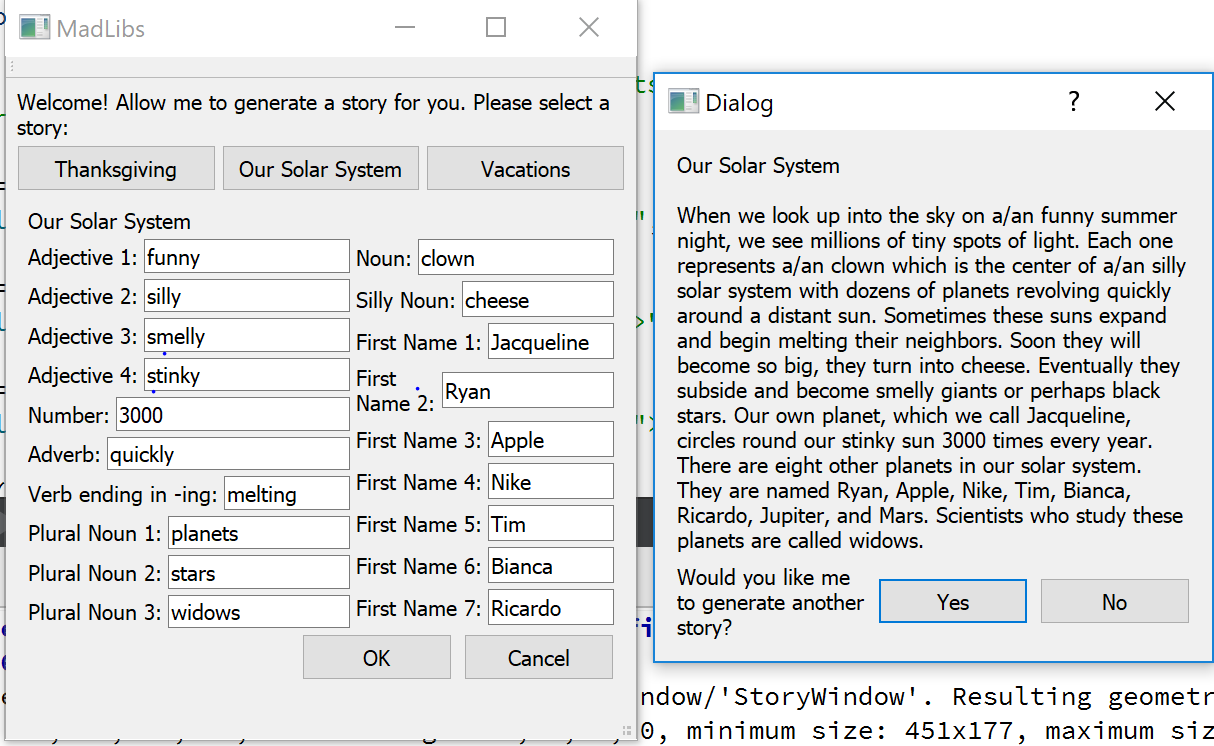 MadLibs
Welcome! Allow me to generate a story for you. Please select a
story:
Thanksgiving
Our Solar System
Vacations
Our Solar System
Adjective 1: funny
Adjective 2: silly
Adjective 3: smelly
Adjective 4: stinky
Number: 3000
Adverb: quickly
Verb ending in -ing: melting
Plural Noun 1: planets
Plural Noun 2: stars
Plural Noun 3: widows
Noun: clown
Silly Noun: cheese
First Name 1: Jacqueline
First
Name 2: Ryan
First Name 3: Apple
First Name 4: Nike
First Name 5: Tim
First Name 6: Bianca
First Name 7: Ricardo
OK
Cancel
Dialog
?
Our Solar System
When we look up into the sky on a/an funny summer
night, we see millions of tiny spots of light. Each one
represents a/an clown which is the center of a/an silly
solar system with dozens of planets revolving quickly
around a distant sun. Sometimes these suns expand
and begin melting their neighbors. Soon they will
become so big, they turn into cheese. Eventually they
subside and become smelly giants or perhaps black
stars. Our own planet, which we call Jacqueline,
circles round our stinky sun 3000 times every year.
There are eight other planets in our solar system.
They are named Ryan, Apple, Nike, Tim, Bianca,
Ricardo, Jupiter, and Mars. Scientists who study these
planets are called widows.
Would you like me
to generate another
story?
Yes
No
ndow/'StoryWindow'. Resulting geometr
0, minimum size: 451x177, maximum siz